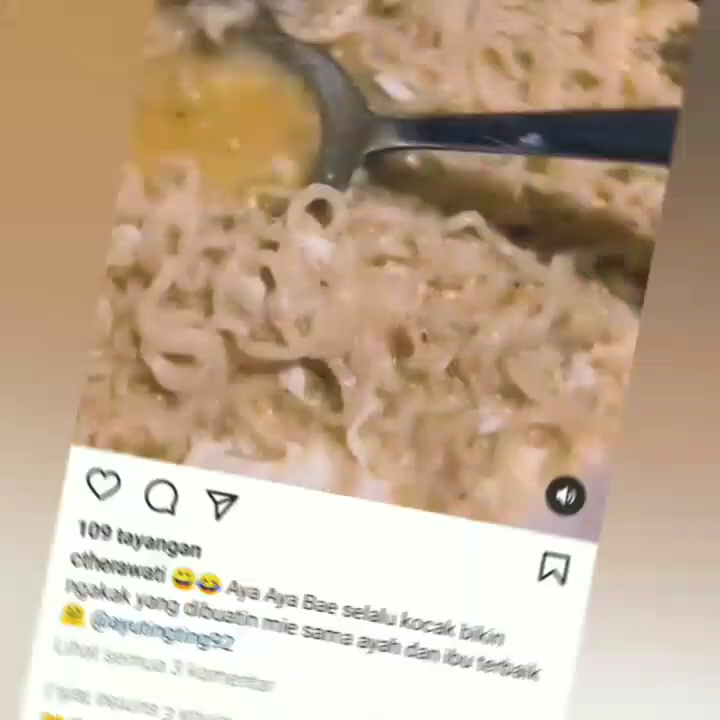 109 tayangan
ctherawati 😄😂 Aya Aya Bae selalu kocak bikin
ngakak yang dibuatin mie sama ayah dan ibu terbaik
🤗 @ayutingting92
Lihat semua 3 komentar